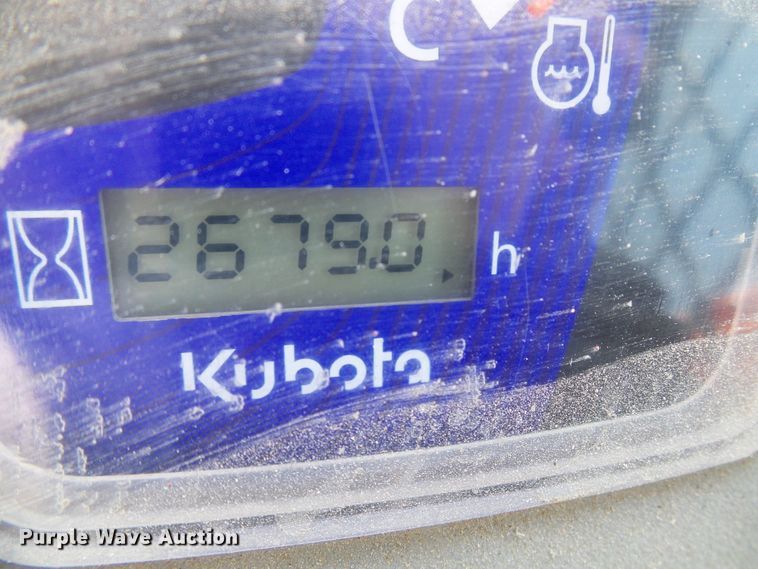 C
2679.0 h
Kubota
Purple Wave Auction